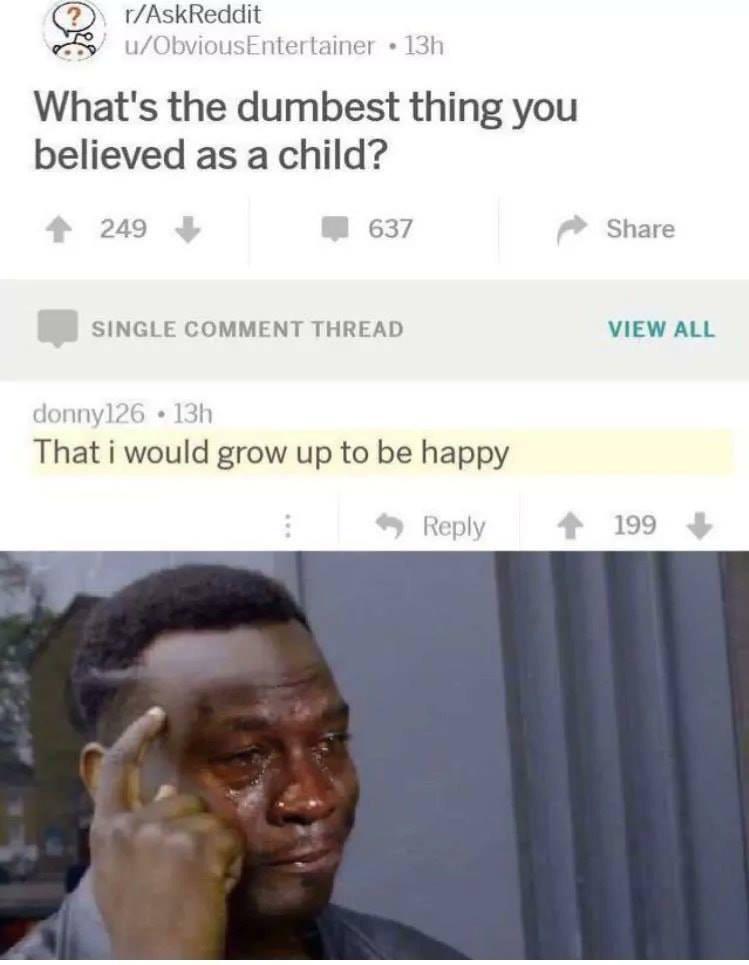 r/AskReddit
u/ObviousEntertainer • 13h
What's the dumbest thing you
believed as a child?
249
637
Share
SINGLE COMMENT THREAD
VIEW ALL
donny126 • 13h
That i would grow up to be happy
Reply
199